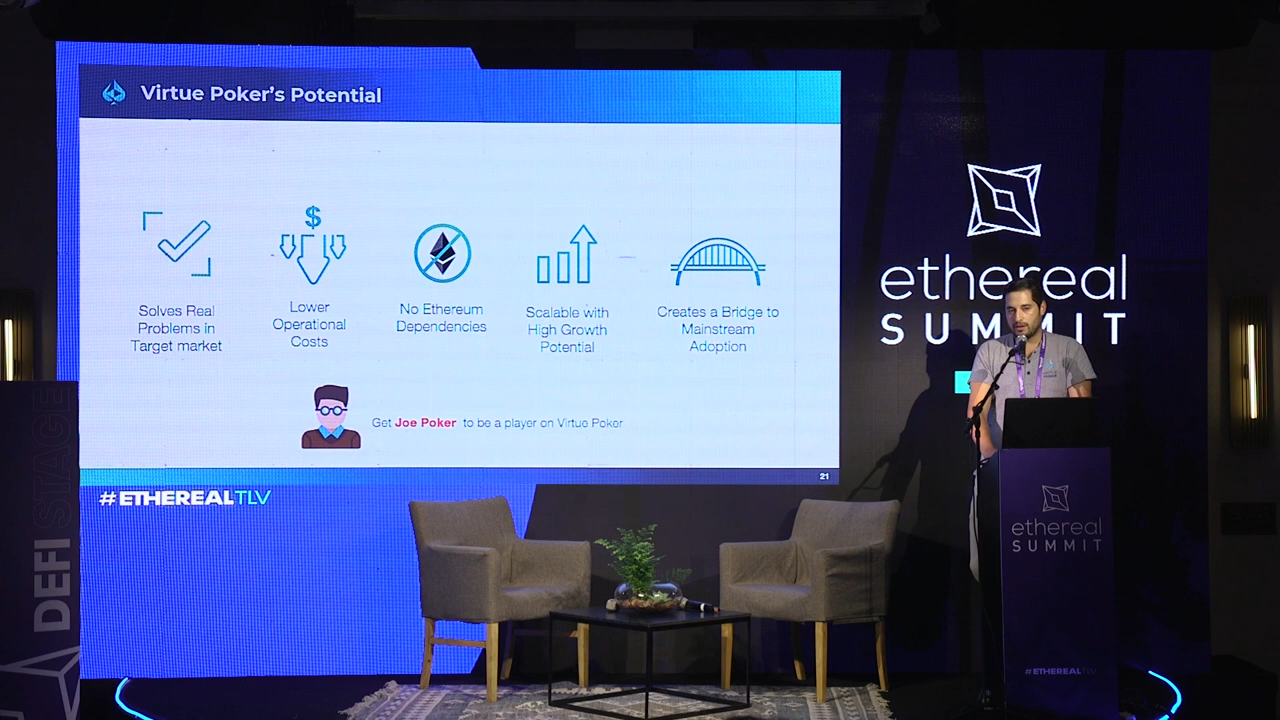 Virtue Poker's Potential
$
Solves Real
Problems in
Target market
Lower
Operational
Costs
No Ethereum
Dependencies
Scalable with
High Growth
Potential
Creates a Bridge to
Mainstream
Adoption
Get Joe Poker to be a player on Virtue Poker
21
#ETHEREALTLV
ethereal
SUMMIT
DEFI STAGE
ethereal
SUMMIT
#ETHEREALTLV